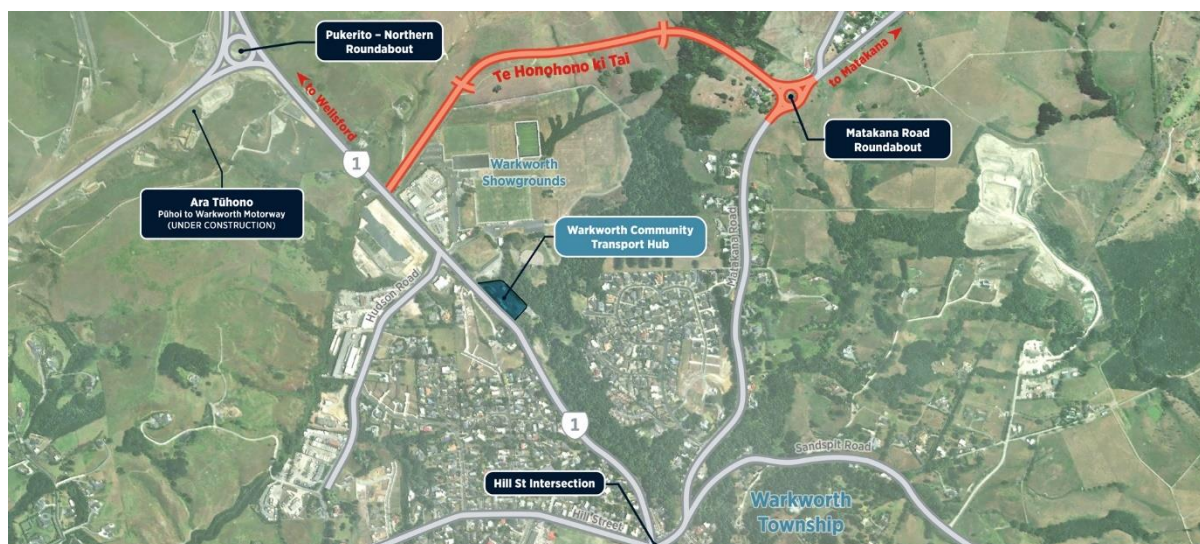 Pukerito – Northern
Roundabout
to Wellsford
Te Honohono ki Tai
to Matakana
Matakana Road
Roundabout
1
Warkworth
Showgrounds
Ara Tūhono
Pūhoi to Warkworth Motorway
(UNDER CONSTRUCTION)
Warkworth Community
Transport Hub
Hudson Road
Matakana Road
1
Sandspit Road
Hill St Intersection
Warkworth
Township
Hill Street